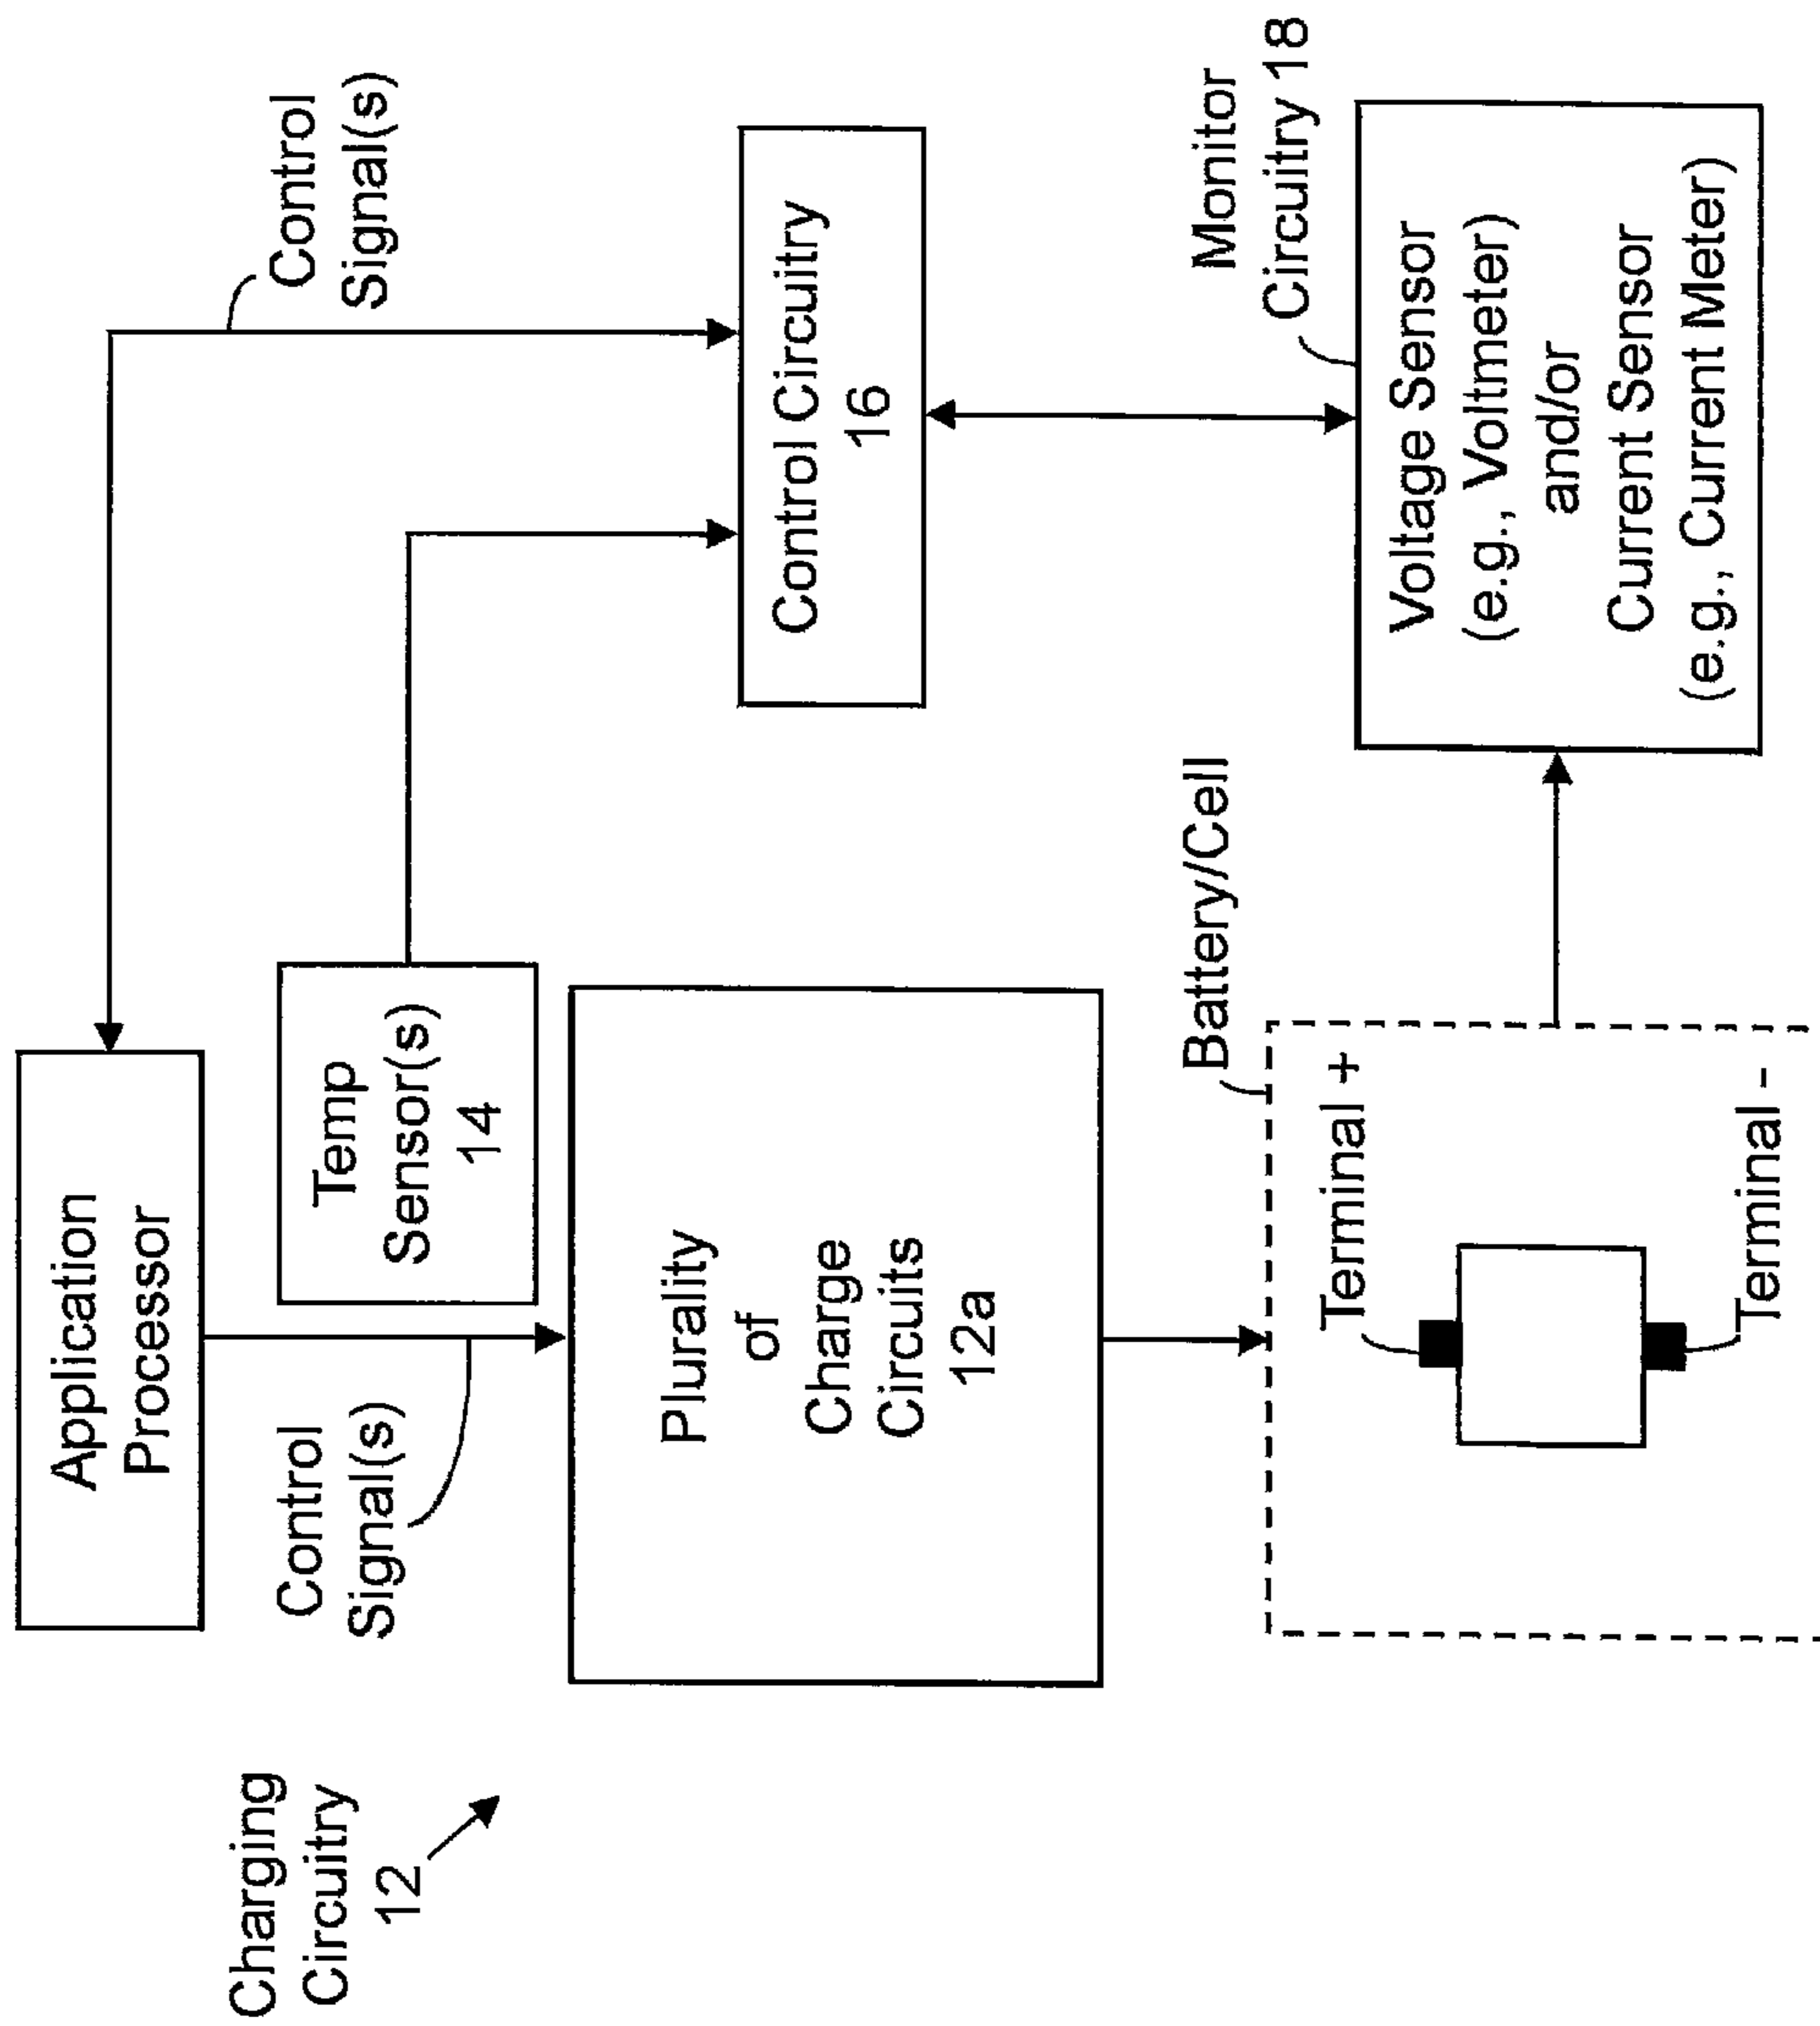 Charging
Circuitry
12
Application
Processor
Control
Signal(s)
Temp
Sensor(s)
14
Plurality
of
Charge
Circuits
12a
Battery/Cell
Terminal +
Terminal -
Control
Signal(s)
Control Circuitry
16
Monitor
Circuitry 18
Voltage Sensor
(e.g., Voltmeter)
and/or
Current Sensor
(e.g., Current Meter)